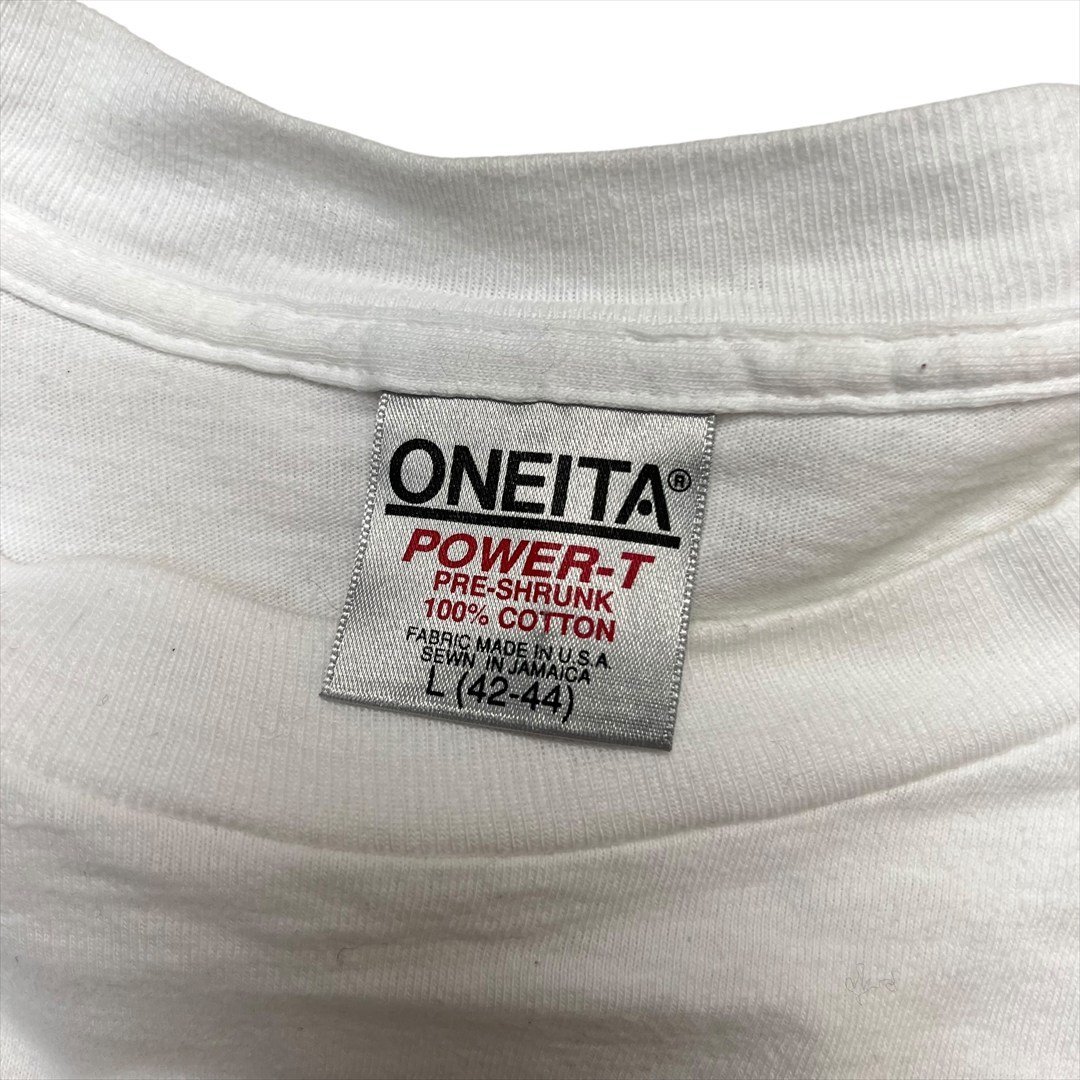 ONEITA®
POWER-T
PRE-SHRUNK
100% COTTON
FABRIC MADE IN U.S.A.
SEWN IN JAMAICA
L (42-44)